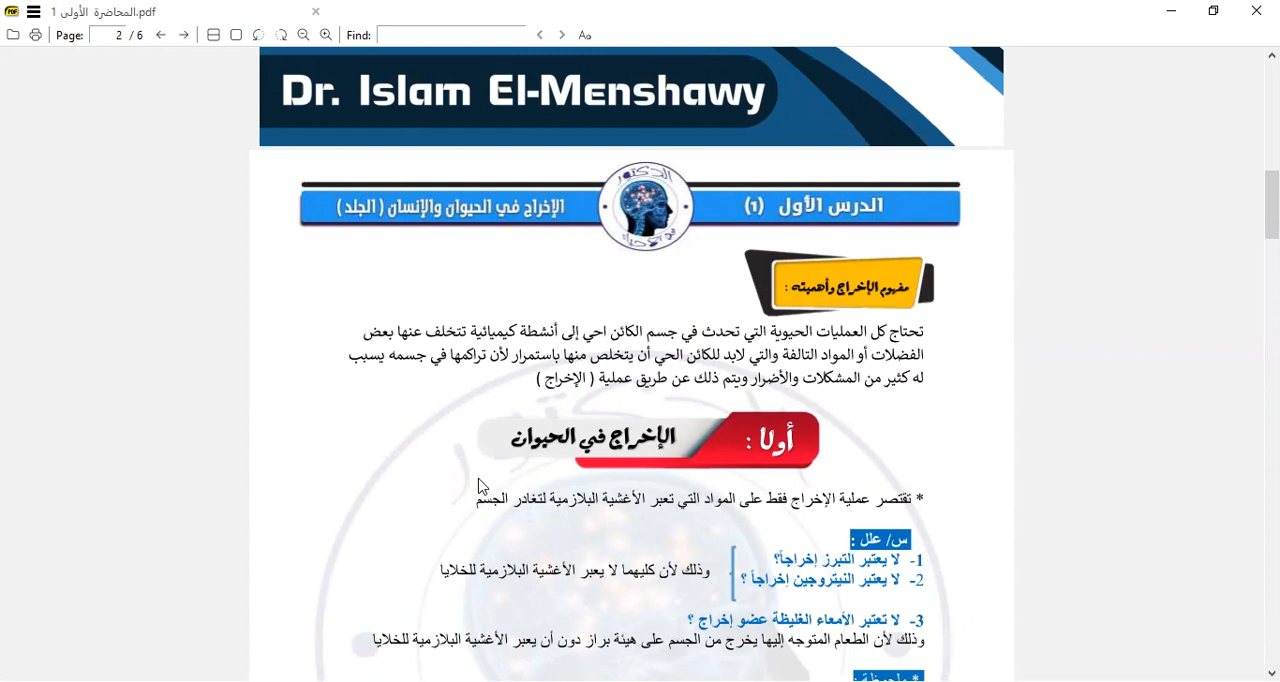 المحاضرة الأولى 1.pdf
Page: 2 / 6 Find: Aa
Dr. Islam El-Menshawy
الدرس الأول (1)
الدكتور
في الأحياء
الإخراج في الحيوان والإنسان ( الجلد )
مفهوم الإخراج وأهميته :
تحتاج كل العمليات الحيوية التي تحدث في جسم الكائن احي إلى أنشطة كيميائية تتخلف عنها بعض
الفضلات أو المواد التالفة والتي لابد للكائن الحي أن يتخلص منها باستمرار لأن تراكمها في جسمه يسبب
له كثير من المشكلات والأضرار ويتم ذلك عن طريق عملية ( الإخراج )
أولا : الإخراج في الحيوان
* تقتصر عملية الإخراج فقط على المواد التي تعبر الأغشية البلازمية لتغادر الجسم
س/ علل :
1- لا يعتبر التبرز إخراجاً؟
2- لا يعتبر النيتروجين إخراجاً ؟
وذلك لأن كليهما لا يعبر الأغشية البلازمية للخلايا
3- لا تعتبر الأمعاء الغليظة عضو إخراج ؟
وذلك لأن الطعام المتوجه إليها يخرج من الجسم على هيئة براز دون أن يعبر الأغشية البلازمية للخلايا
* ملحوظة :